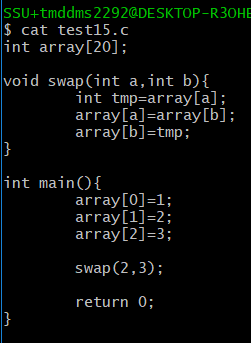 SSU+tmddms2292@DESKTOP-R3OHE
$ cat test15.c
int array[20];
void swap(int a,int b){
        int tmp=array[a];
        array[a]=array[b];
        array[b]=tmp;
}
int main(){
        array[0]=1;
        array[1]=2;
        array[2]=3;
        swap(2,3);
        return 0;
}